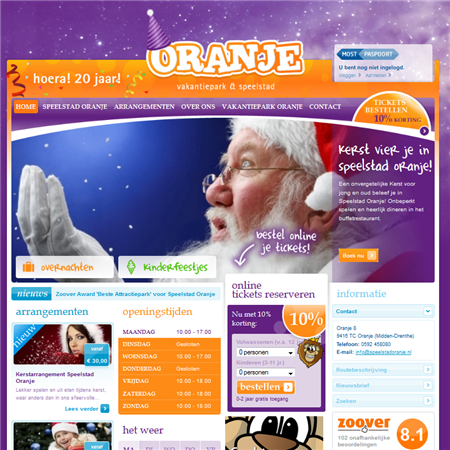 ORANJE
vakantiepark & speelstad
hoera! 20 jaar!
MOST PASPOORT
U bent nog niet ingelogd.
Inloggen | Aanmelden
HOME SPEELSTAD ORANJE ARRANGEMENTEN OVER ONS VAKANTIEPARK ORANJE CONTACT
TICKETS
BESTELLEN
10% KORTING
Kerst vier je in
speelstad oranje!
Een onvergetelijke Kerst voor
jong en oud beleef je in
Speelstad Oranje! Onbeperkt
spelen en heerlijk dineren in het
buffetrestaurant.
Boek nu
bestel online
je tickets!
overnachten
kinderfeestjes
nieuws
Zoover Award 'Beste Attractiepark' voor Speelstad Oranje
arrangementen
nieuw
vanaf
€ 30,00
Kerstarrangement Speelstad
Oranje
Lekker spelen en uit eten tijdens kerst,
waar anders dan in ons sfeervolle...
Lees verder
vanaf
openingstijden
MAANDAG 10:00 - 17:00
DINSDAG Gesloten
WOENSDAG 10:00 - 17:00
DONDERDAG Gesloten
VRIJDAG 10:00 - 18:00
ZATERDAG 10:00 - 18:00
ZONDAG 10:00 - 18:00
het weer
MA DI
online
tickets reserveren
Nu met 10%
korting:
10%
Volwassenen (v.a. 12 j.)
0 personen
Kinderen (3-11 jr.)
0 personen
bestellen
0-2 jaar gratis toegang
informatie
Contact
Oranje 8
9416 TC Oranje (Midden-Drenthe)
Telefoon: 0592 458080
E-mail: info@speelstadoranje.nl
Routebeschrijving
Nieuwsbrief
Zoeken
zoover
102 onafhankelijke
beoordelingen
8.1